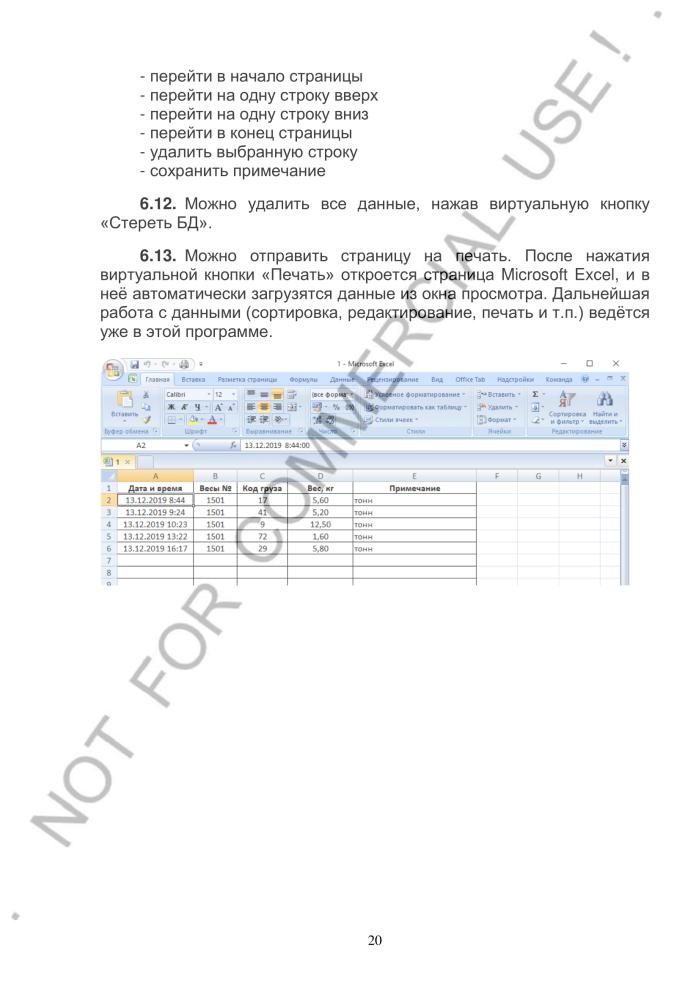 - перейти в начало страницы
- перейти на одну строку вверх
- перейти на одну строку вниз
- перейти в конец страницы
- удалить выбранную строку
- сохранить примечание
6.12. Можно удалить все данные, нажав виртуальную кнопку
«Стереть БД».
6.13. Можно отправить страницу на печать. После нажатия
виртуальной кнопки «Печать» откроется страница Microsoft Excel, и в
неё автоматически загрузятся данные из окна просмотра. Дальнейшая
работа с данными (сортировка, редактирование, печать и т.п.) ведётся
уже в этой программе.
1 - Microsoft Excel
Главная Вставка Разметка страницы Формулы Данные Рецензирование Вид Office Tab Надстройки Команда
Calibri 12 (все форма Условное форматирование Вставить Σ
Ж К Ч % 000 Форматировать как таблицу Удалить
Вставить Стили ячеек Формат Сортировка и фильтр Найти и выделить
Буфер обмена Шрифт Выравнивание Число Стили Ячейки Редактирование
A2 fx 13.12.2019 8:44:00
1
A B C D E F G H
1 Дата и время Весы № Код груза Вес, кг Примечание
2 13.12.2019 8:44 1501 17 5,60 тонн
3 13.12.2019 9:24 1501 41 5,20 тонн
4 13.12.2019 10:23 1501 9 12,50 тонн
5 13.12.2019 13:22 1501 72 1,60 тонн
6 13.12.2019 16:17 1501 29 5,80 тонн
7
8
9
NOT FOR COMMERCIAL USE !
20